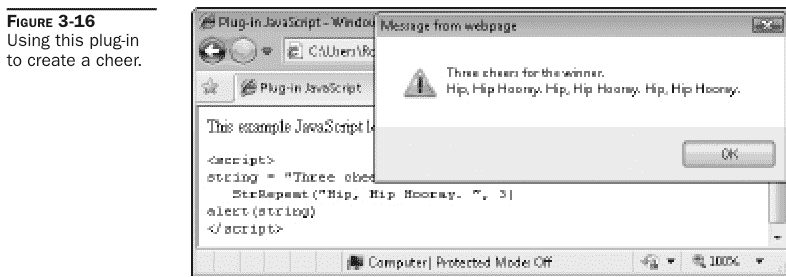 FIGURE 3-16
Using this plug-in
to create a cheer.
Plug-in JavaScript - Window
Message from webpage
C:\Users\Ro
Three cheers for the winner.
Hip, Hip Hooray. Hip, Hip Hooray. Hip, Hip Hooray.
Plug-in JavaScript
OK
This example JavaScript
<script>
string = "Three chee
StrRepeat("Hip, Hip Hooray. ", 3)
alert(string)
</script>
Computer | Protected Mode: Off
100%